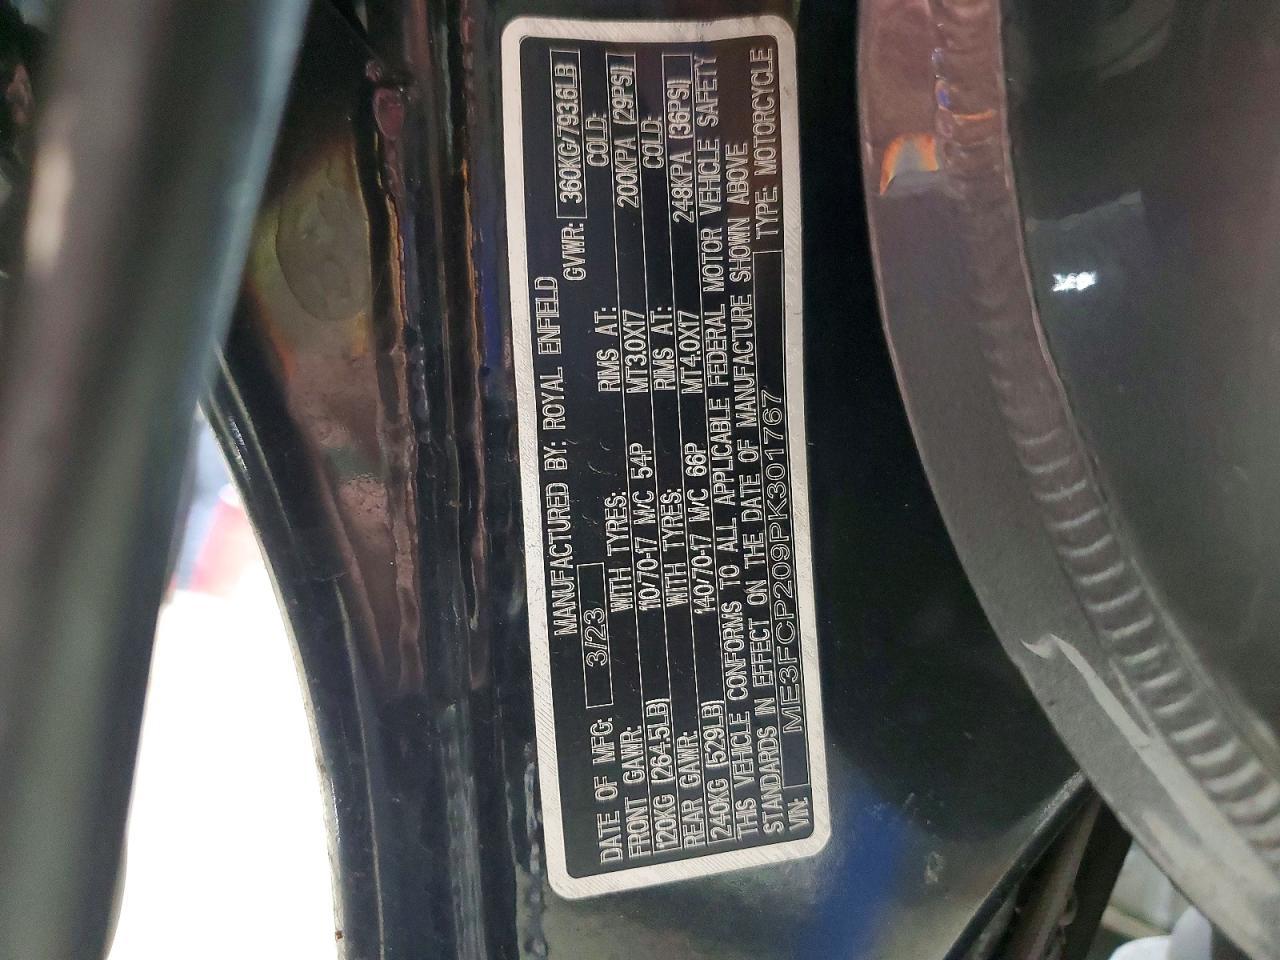 MANUFACTURED BY: ROYAL ENFIELD
DATE OF MFG: 3/23 GVWR: 360KG/793.6LB
FRONT GAWR: WITH TYRES: RIMS AT: COLD:
120KG (264.5LB) 110/70-17 M/C 54P MT3.0X17 200KPA (29PSI)
REAR GAWR: WITH TYRES: RIMS AT: COLD:
240KG (529LB) 140/70-17 M/C 66P MT4.0X17 248KPA (36PSI)
THIS VEHICLE CONFORMS TO ALL APPLICABLE FEDERAL MOTOR VEHICLE SAFETY
STANDARDS IN EFFECT ON THE DATE OF MANUFACTURE SHOWN ABOVE
VIN: ME3FCP209PK301767 TYPE: MOTORCYCLE